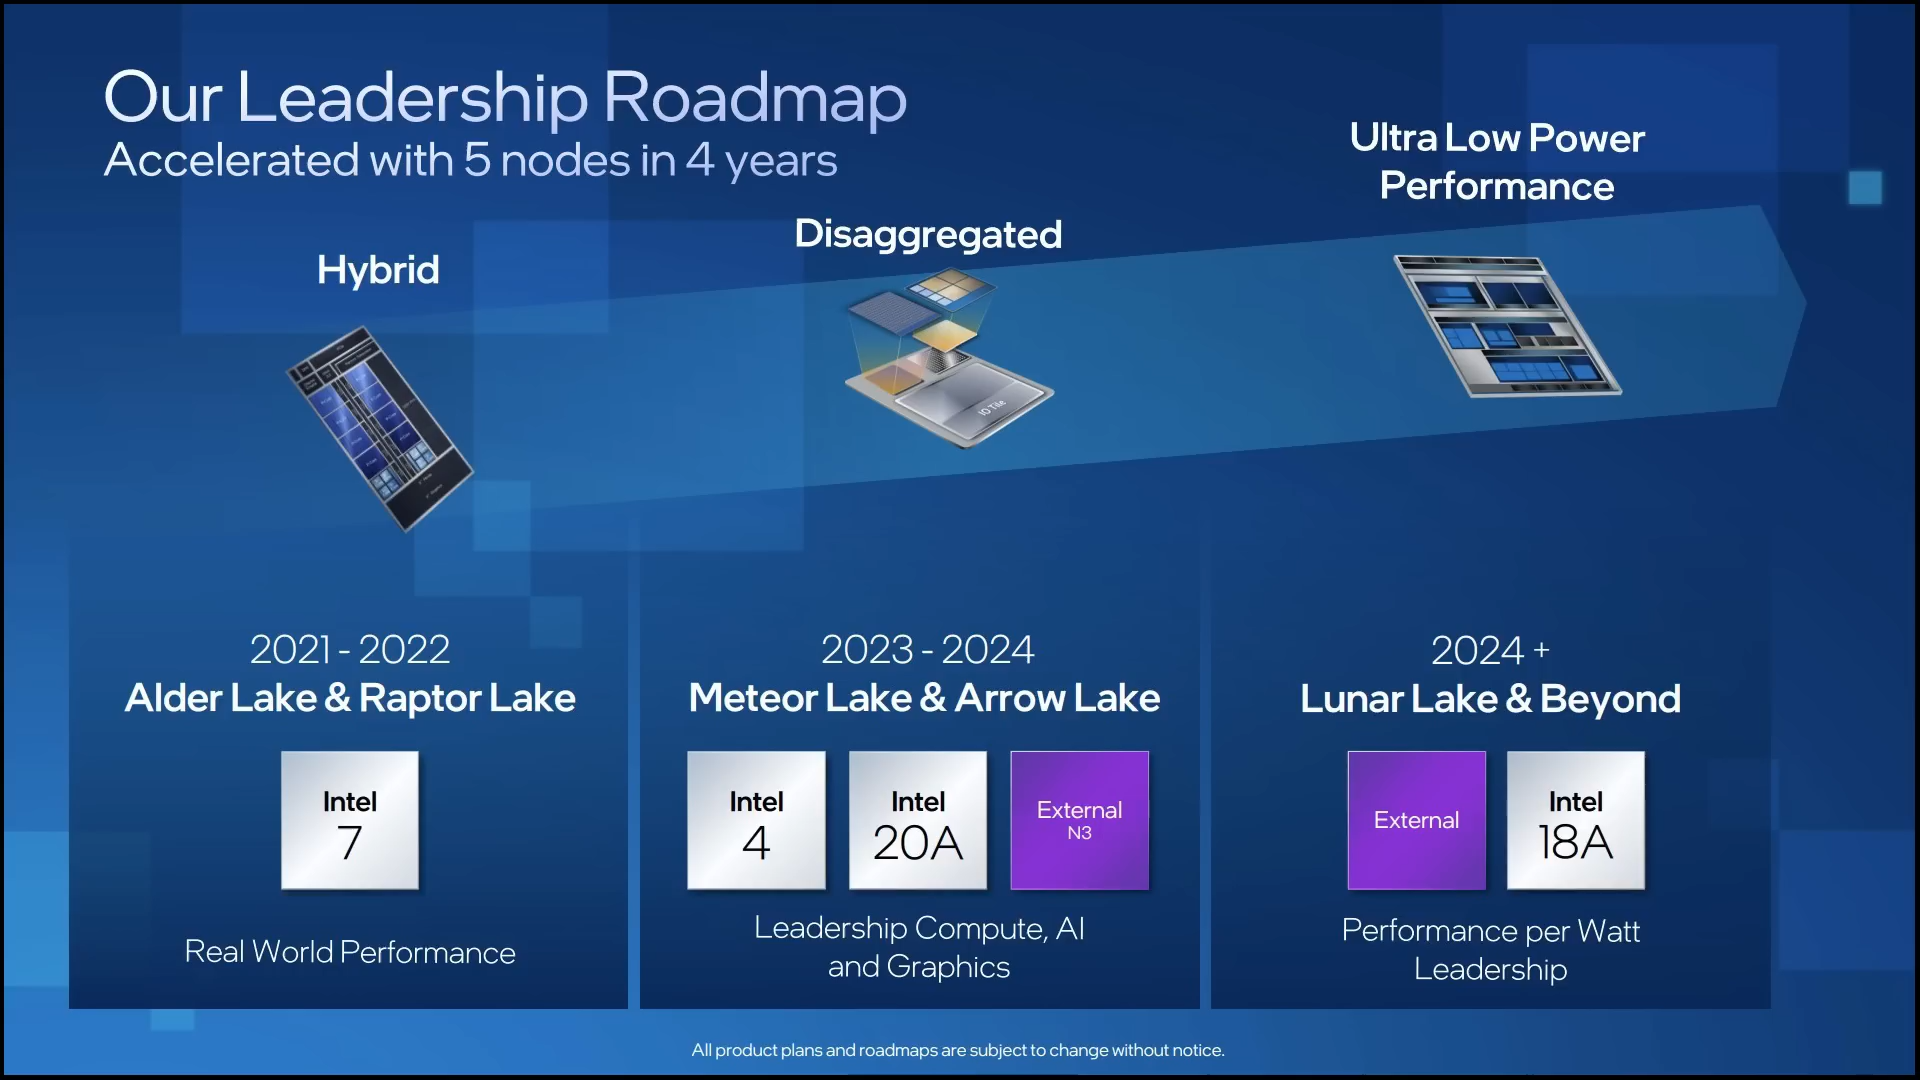 Our Leadership Roadmap
Accelerated with 5 nodes in 4 years
Hybrid
Disaggregated
Ultra Low Power
Performance
IO Tile
2021 - 2022
Alder Lake & Raptor Lake
Intel
7
Real World Performance
2023 - 2024
Meteor Lake & Arrow Lake
Intel
4
Intel
20A
External
N3
Leadership Compute, AI
and Graphics
2024 +
Lunar Lake & Beyond
External
Intel
18A
Performance per Watt
Leadership
All product plans and roadmaps are subject to change without notice.